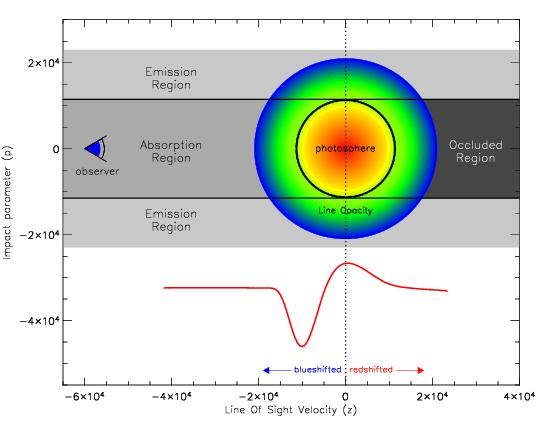 2×10⁴
Emission
Region
0
Absorption
Region
photosphere
Occluded
Region
observer
Line Opacity
Emission
Region
−2×10⁴
−4×10⁴
blueshifted
redshifted
−6×10⁴
−4×10⁴
−2×10⁴
0
2×10⁴
4×10⁴
Line Of Sight Velocity (z)
Impact parameter (p)